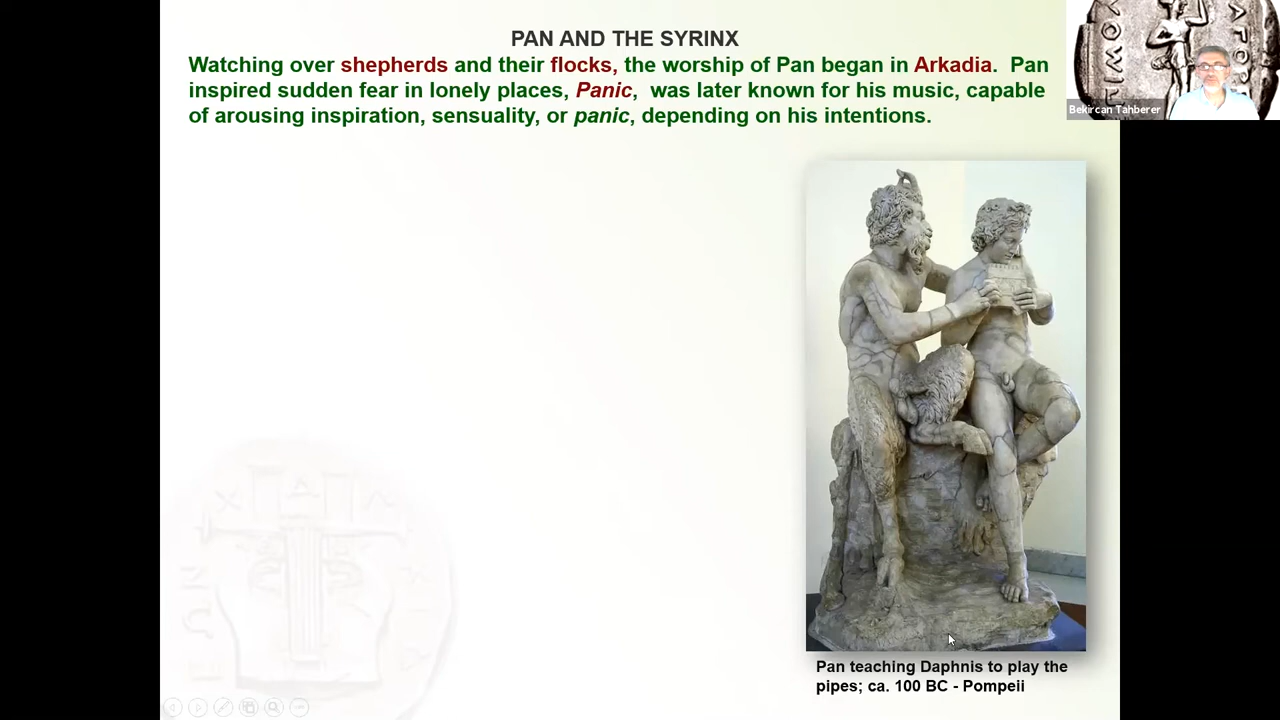 PAN AND THE SYRINX
Watching over shepherds and their flocks, the worship of Pan began in Arkadia. Pan
inspired sudden fear in lonely places, Panic, was later known for his music, capable
of arousing inspiration, sensuality, or panic, depending on his intentions.
Bekircan Tahberer
Pan teaching Daphnis to play the
pipes; ca. 100 BC - Pompeii